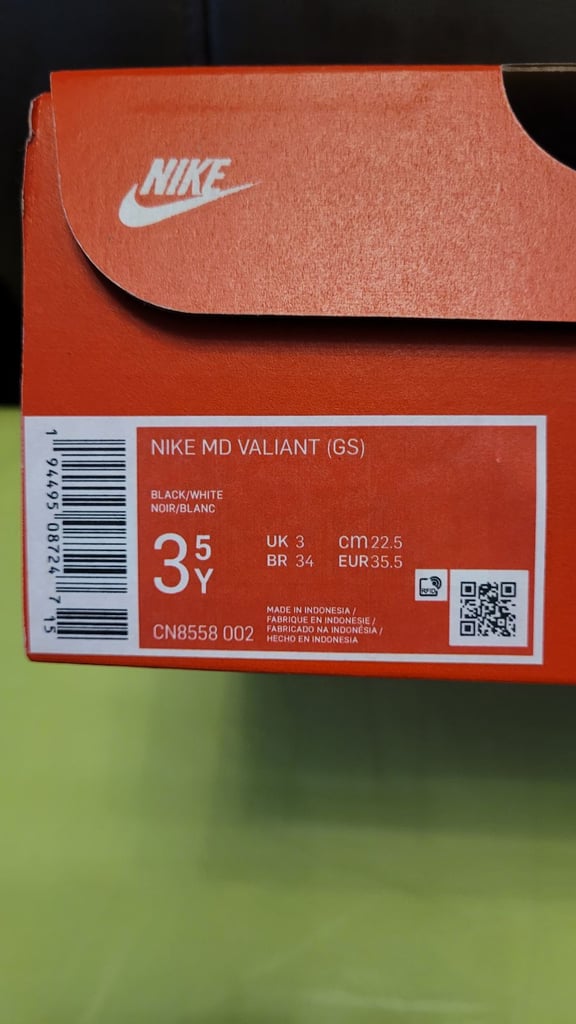 NIKE
NIKE MD VALIANT (GS)
BLACK/WHITE
NOIR/BLANC
3 5 Y
UK 3 cm 22.5
BR 34 EUR 35.5
RFID
MADE IN INDONESIA /
FABRIQUE EN INDONESIE /
FABRICADO NA INDONÉSIA /
HECHO EN INDONESIA
CN8558 002
1 94495 08724 7 15